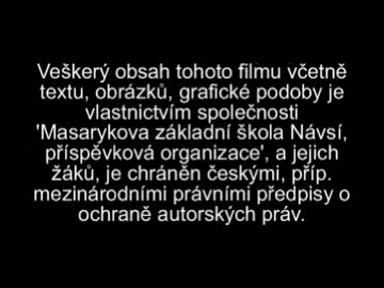 Veškerý obsah tohoto filmu včetně
textu, obrázků, grafické podoby je
vlastnictvím společnosti
'Masarykova základní škola Návsí,
příspěvková organizace', a jejich
žáků, je chráněn českými, příp.
mezinárodními právními předpisy o
ochraně autorských práv.